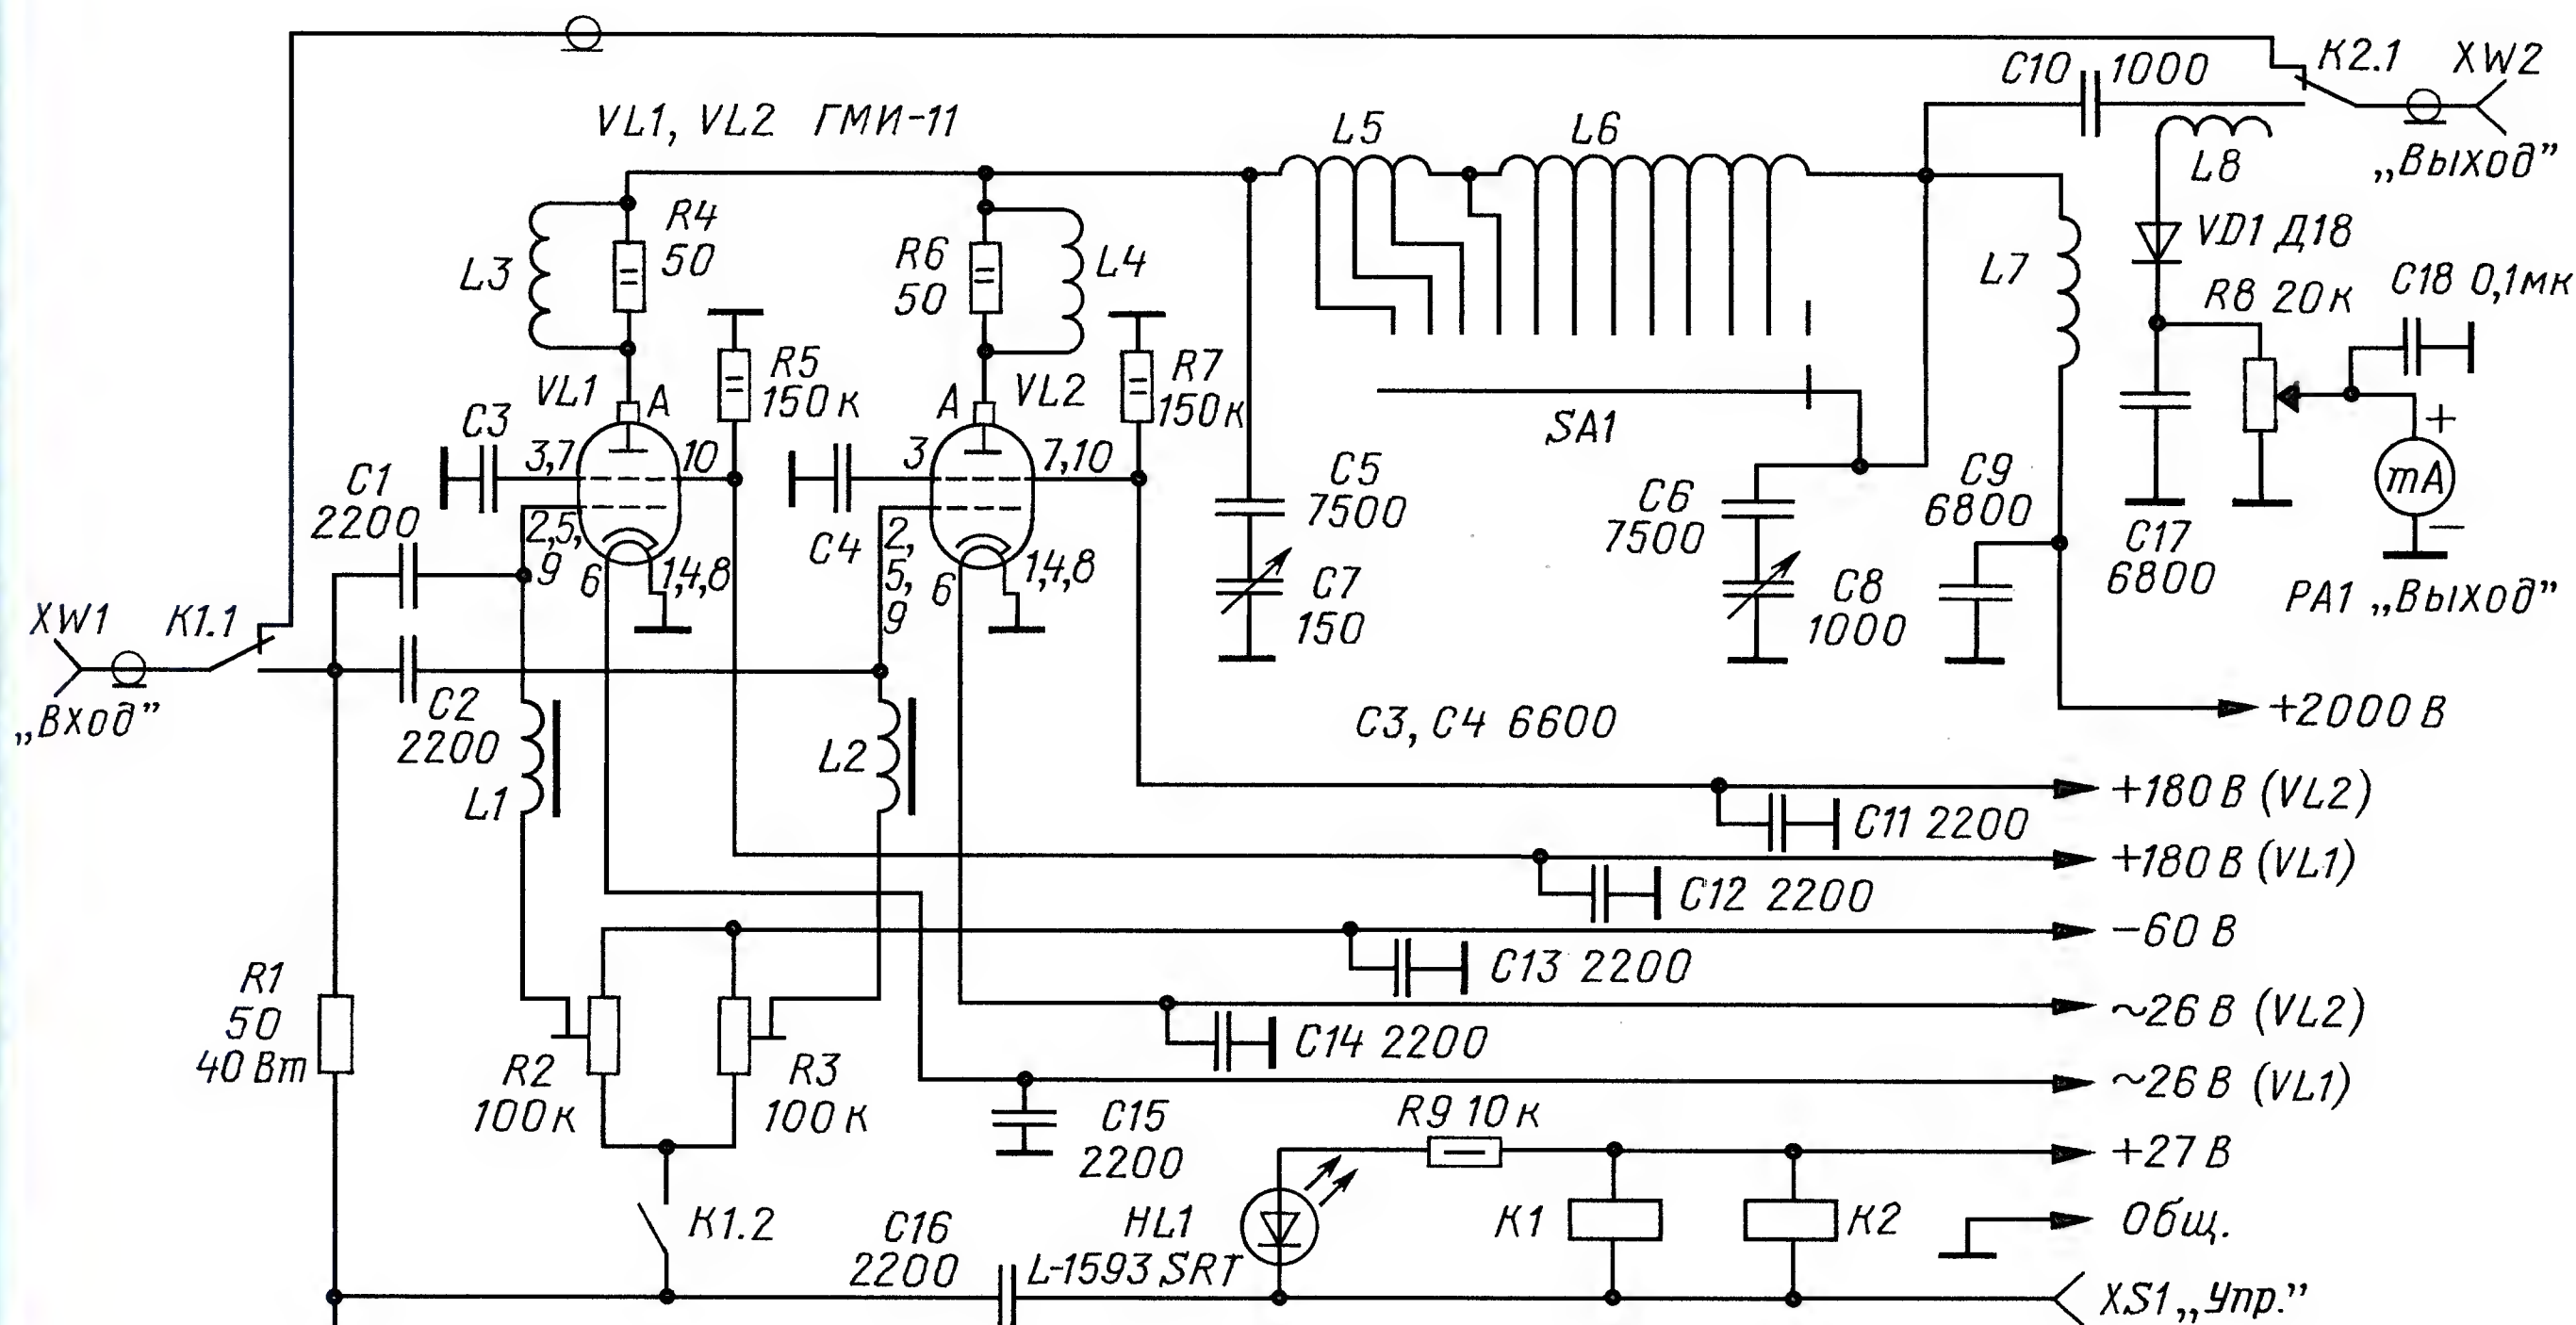 VL1, VL2 ГМИ-11
C10 1000
K2.1
XW2
„Выход”
L5
L6
L8
VD1 Д18
R8 20к
C18 0,1мк
L7
L3
R4
50
R6
50
L4
VL1
A
R5
150к
A
VL2
R7
150к
C3
3,7
10
2,5,
9
6
1,4,8
C4
3
7,10
2,
5,
9
6
1,4,8
C1
2200
XW1
K1.1
„Вход”
C2
2200
L1
L2
SA1
C5
7500
C7
150
C6
7500
C8
1000
C9
6800
C17
6800
+
mA
−
PA1 „Выход”
C3, C4 6600
+2000 В
+180 В (VL2)
C11 2200
+180 В (VL1)
C12 2200
−60 В
C13 2200
~26 В (VL2)
C14 2200
~26 В (VL1)
C15
2200
R1
50
40 Вт
R2
100к
R3
100к
R9 10к
+27 В
K1.2
C16
2200
HL1
L-1593 SRT
K1
K2
Общ.
XS1 „Упр.”